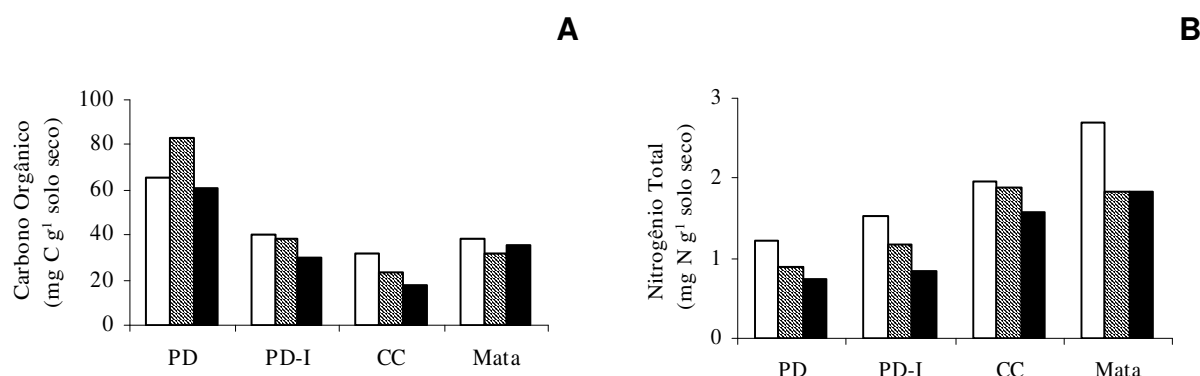 A
Carbono Orgânico
(mg C g⁻¹ solo seco)
100
80
60
40
20
0
PD PD-I CC Mata
B
Nitrogênio Total
(mg N g⁻¹ solo seco)
3
2
1
0
PD PD-I CC Mata